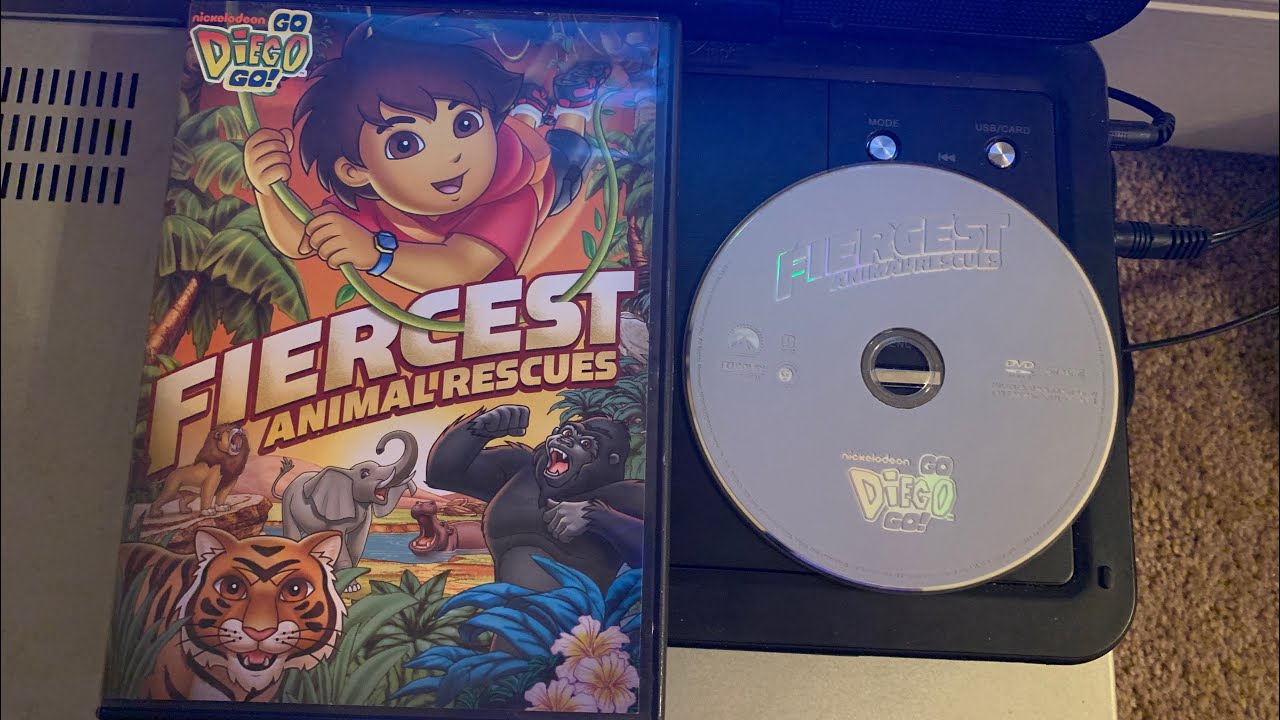 nickelodeon
GO
DIEGO
GO!
FIERCEST
ANIMAL RESCUES
MODE
USB/CARD
FIERCEST
ANIMAL RESCUES
DVD
nickelodeon
GO
DIEGO
GO!